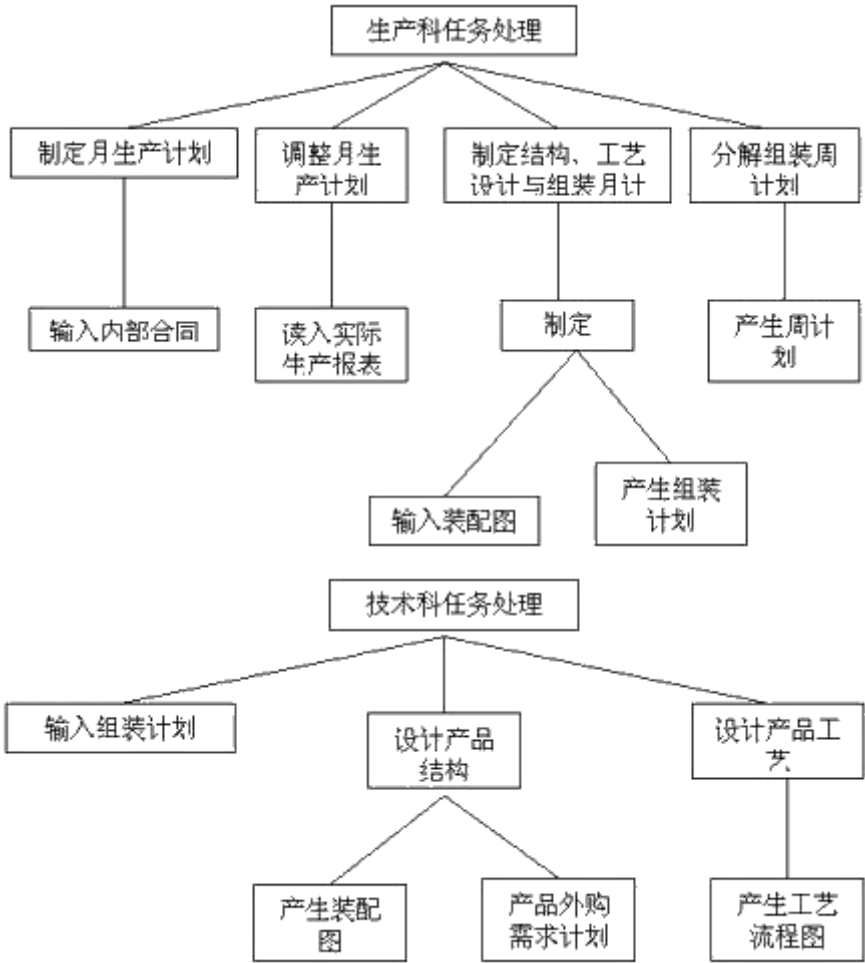 生产科任务处理
制定月生产计划
调整月生
产计划
制定结构、工艺
设计与组装月计
分解组装周
计划
输入内部合同
读入实际
生产报表
制定
产生周计
划
输入装配图
产生组装
计划
技术科任务处理
输入组装计划
设计产品
结构
设计产品工
艺
产生装配
图
产品外购
需求计划
产生工艺
流程图